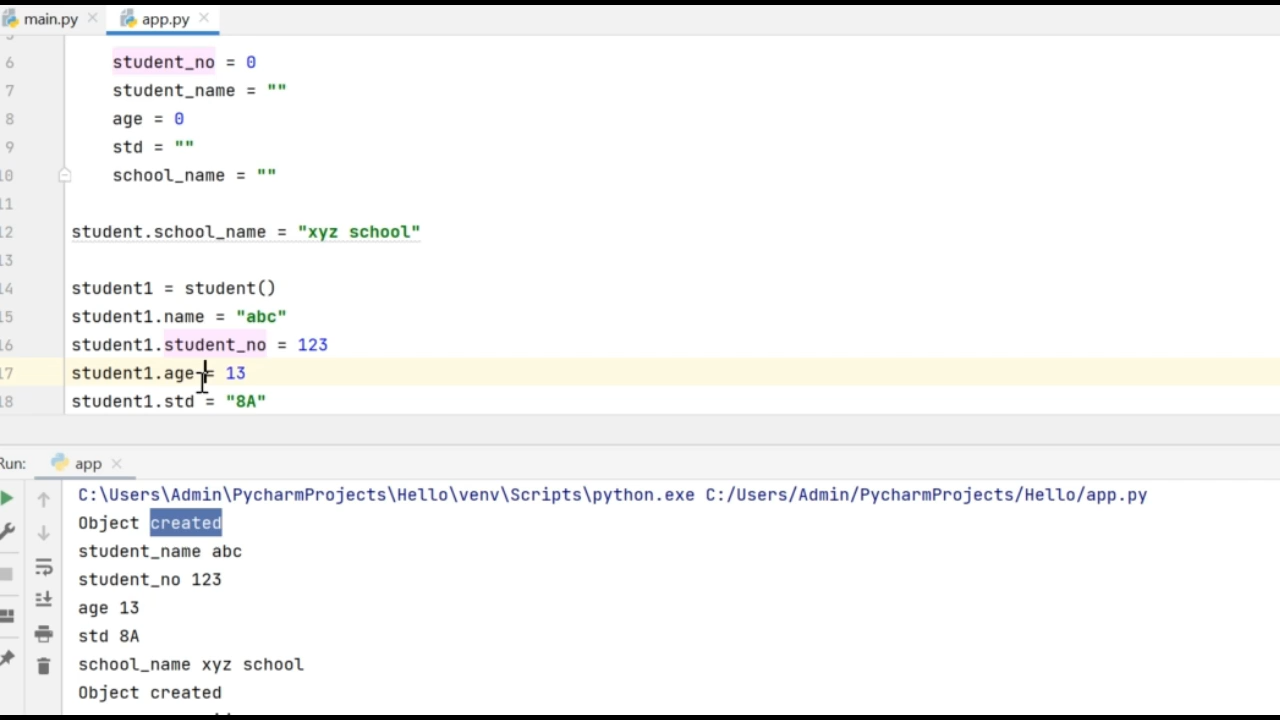 main.py
app.py
6 student_no = 0
7 student_name = ""
8 age = 0
9 std = ""
10 school_name = ""
11
12 student.school_name = "xyz school"
13
14 student1 = student()
15 student1.name = "abc"
16 student1.student_no = 123
17 student1.age = 13
18 student1.std = "8A"
Run: app
C:\Users\Admin\PycharmProjects\Hello\venv\Scripts\python.exe C:/Users/Admin/PycharmProjects/Hello/app.py
Object created
student_name abc
student_no 123
age 13
std 8A
school_name xyz school
Object created